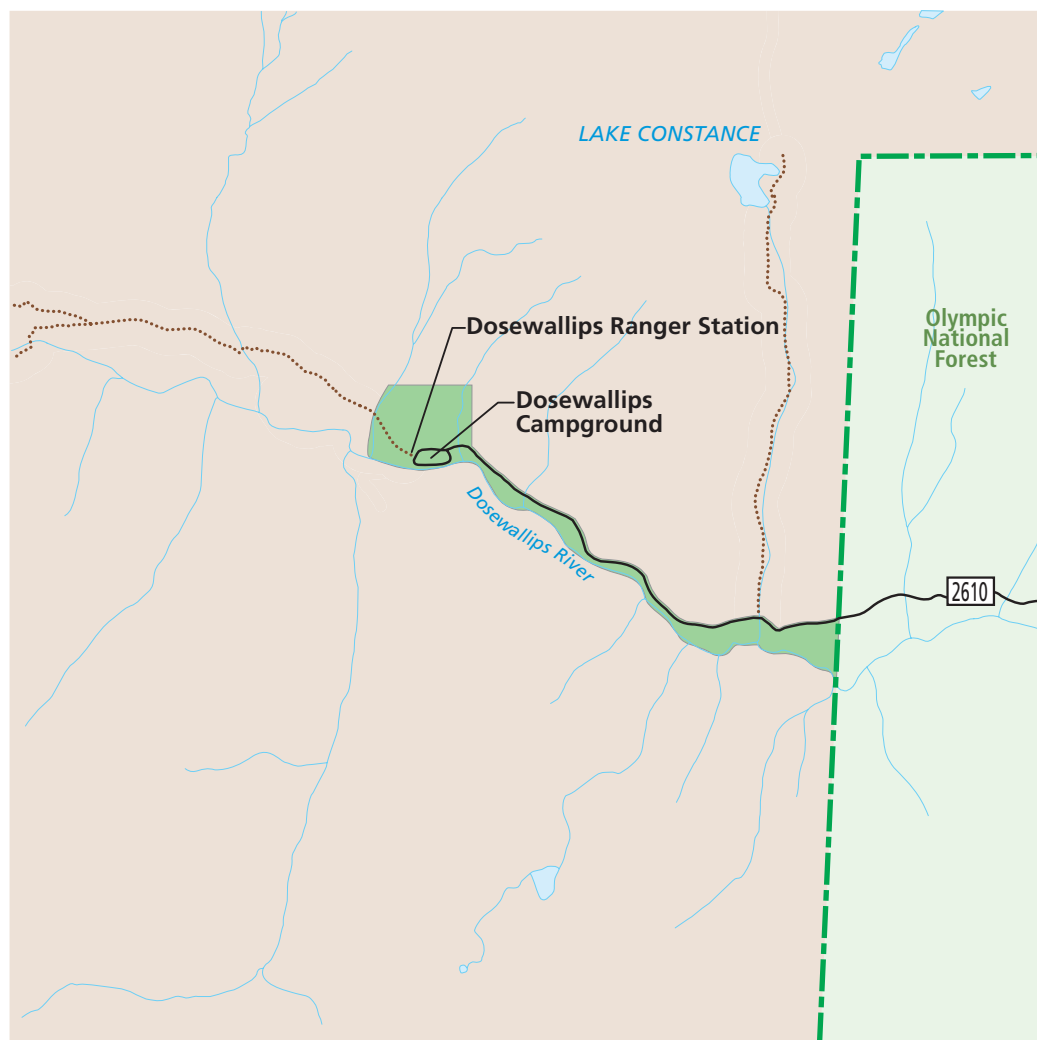 LAKE CONSTANCE
Olympic
National
Forest
Dosewallips Ranger Station
Dosewallips
Campground
Dosewallips River
2610